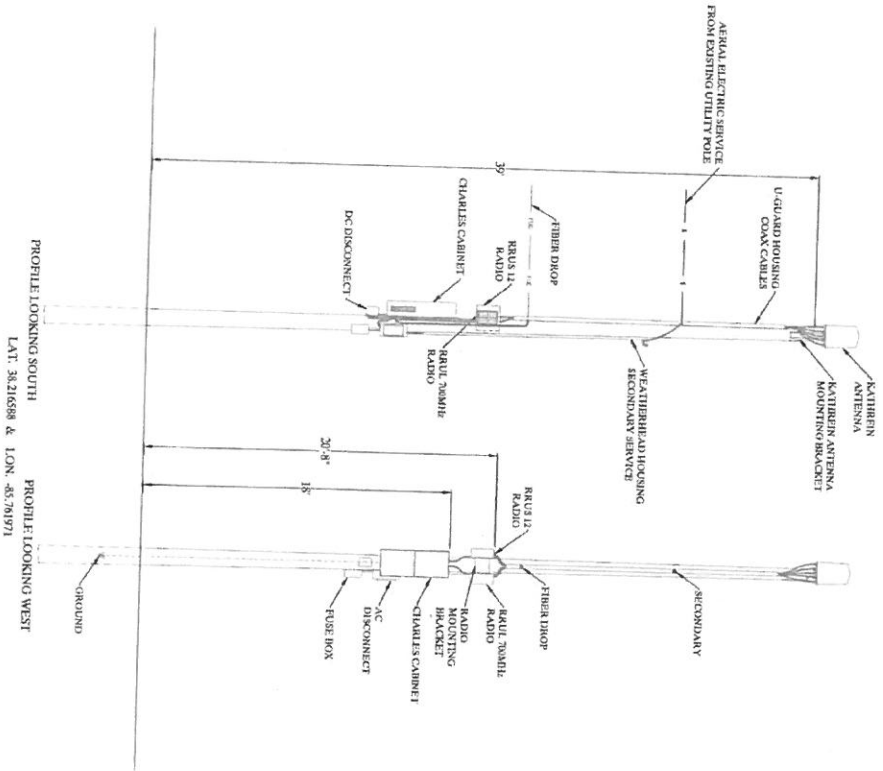 KATHREIN
ANTENNA
KATHREIN ANTENNA
MOUNTING BRACKET
U-GUARD HOUSING
COAX CABLES
AERIAL ELECTRIC SERVICE
FROM EXISTING UTILITY POLE
WEATHERHEAD HOUSING
SECONDARY SERVICE
FIBER DROP
RRUS 12
RADIO
RRUL 700MHz
RADIO
CHARLES CABINET
DC DISCONNECT
39'
PROFILE LOOKING SOUTH
SECONDARY
FIBER DROP
RRUS 12
RADIO
RRUL 700MHz
RADIO
RADIO
MOUNTING
BRACKET
CHARLES CABINET
AC
DISCONNECT
FUSE BOX
GROUND
20'-8"
18'
PROFILE LOOKING WEST
LAT. 38.216588 & LON. -85.761971